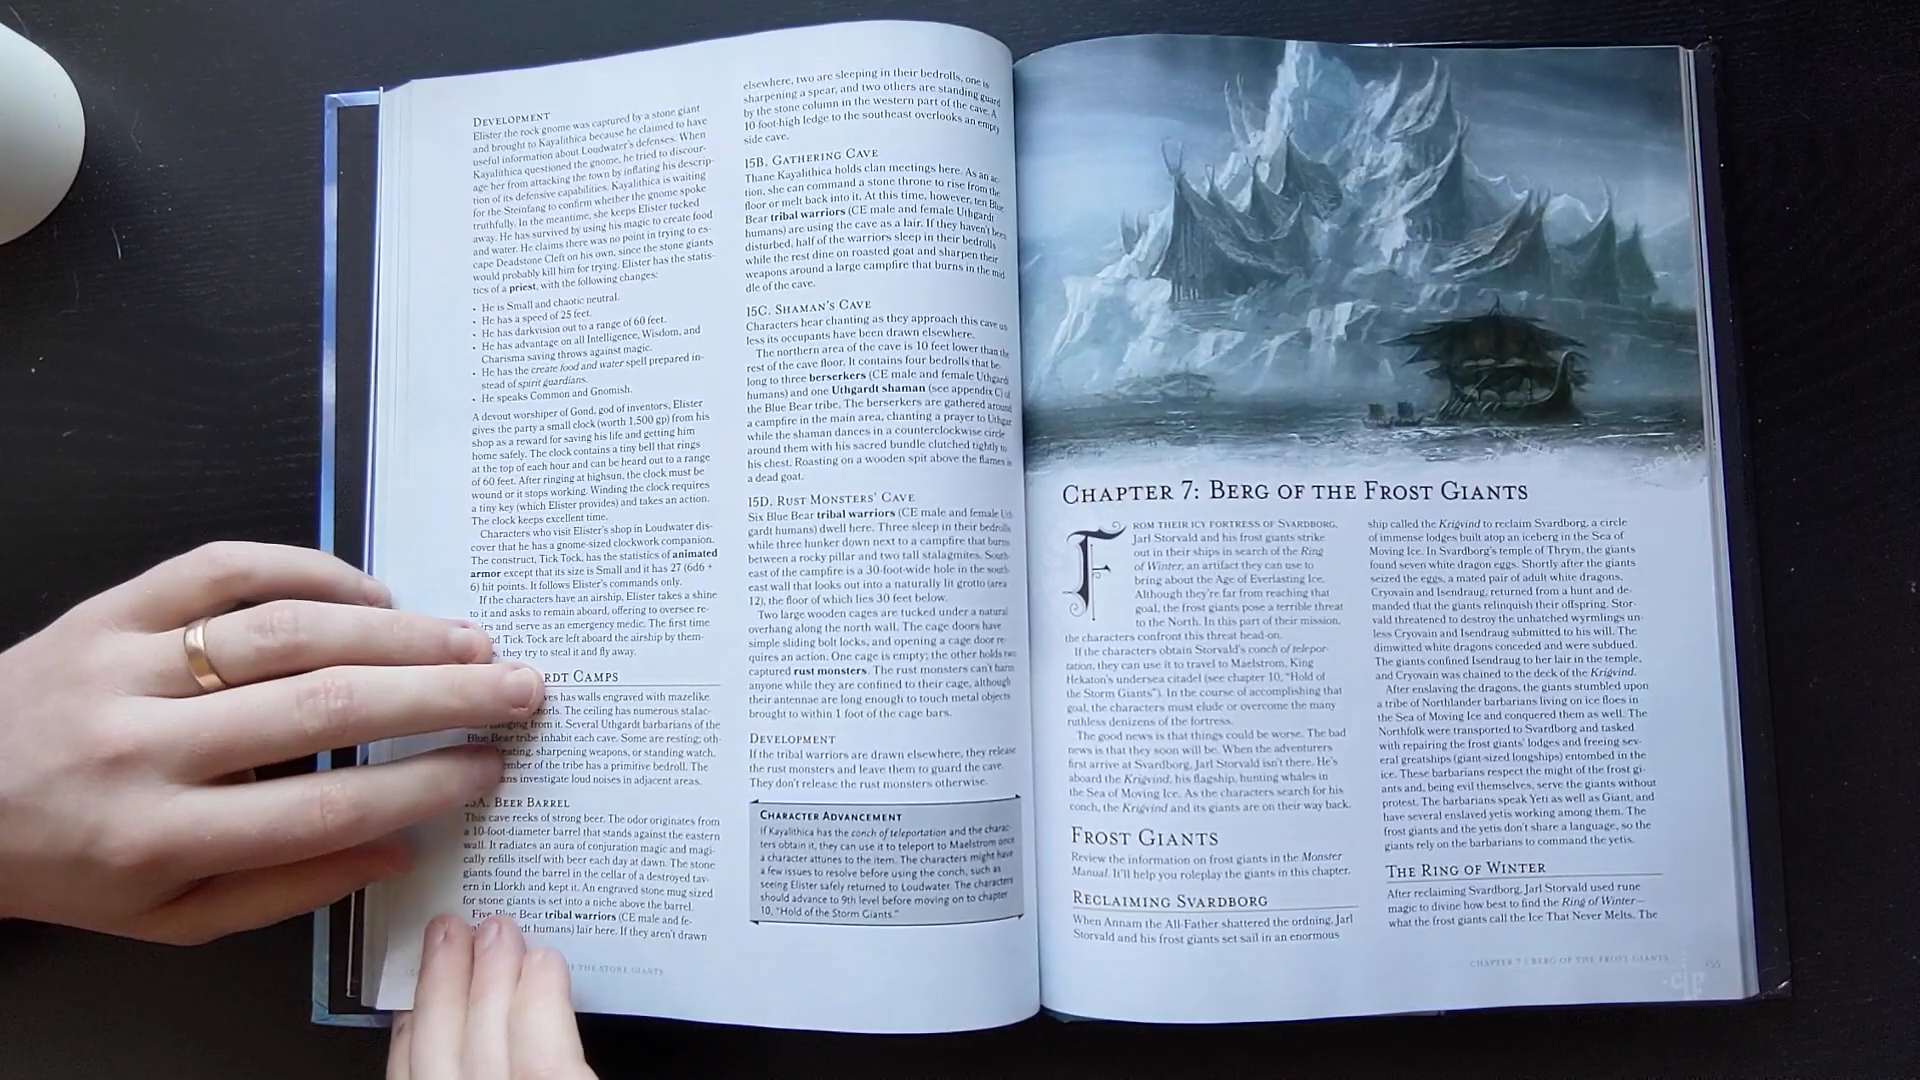 DEVELOPMENT
Elister the rock gnome was captured by a stone giant
and brought to Kayalithica because he claimed to have
useful information about Loudwater's defenses. When
Kayalithica questioned the gnome, he tried to discour-
age her from attacking the town by inflating his descrip-
tion of its defensive capabilities. Kayalithica is waiting
for the Steinfang to confirm whether the gnome spoke
truthfully. In the meantime, she keeps Elister tucked
away. He has survived by using his magic to create food
and water. He claims there was no point in trying to es-
cape Deadstone Cleft on his own, since the stone giants
would probably kill him for trying. Elister has the statis-
tics of a priest, with the following changes:
• He is Small and chaotic neutral.
• He has a speed of 25 feet.
• He has darkvision out to a range of 60 feet.
• He has advantage on all Intelligence, Wisdom, and
Charisma saving throws against magic.
• He has the create food and water spell prepared in-
stead of spirit guardians.
• He speaks Common and Gnomish.
A devout worshiper of Gond, god of inventors, Elister
gives the party a small clock (worth 1,500 gp) from his
shop as a reward for saving his life and getting him
home safely. The clock contains a tiny bell that rings
at the top of each hour and can be heard out to a range
of 60 feet. After ringing at highsun, the clock must be
wound or it stops working. Winding the clock requires
a tiny key (which Elister provides) and takes an action.
The clock keeps excellent time.
Characters who visit Elister's shop in Loudwater dis-
cover that he has a gnome-sized clockwork companion.
The construct, Tick Tock, has the statistics of animated
armor except that its size is Small and it has 27 (6d6 +
6) hit points. It follows Elister's commands only.
If the characters have an airship, Elister takes a shine
to it and asks to remain aboard, offering to oversee re-
irs and serve as an emergency medic. The first time
nd Tick Tock are left aboard the airship by them-
s, they try to steal it and fly away.
RDT CAMPS
ves has walls engraved with mazelike
horls. The ceiling has numerous stalac-
nging from it. Several Uthgardt barbarians of the
Blue Bear tribe inhabit each cave. Some are resting; oth-
eating, sharpening weapons, or standing watch.
ember of the tribe has a primitive bedroll. The
ans investigate loud noises in adjacent areas.
A. BEER BARREL
This cave reeks of strong beer. The odor originates from
a 10-foot-diameter barrel that stands against the eastern
wall. It radiates an aura of conjuration magic and magi-
cally refills itself with beer each day at dawn. The stone
giants found the barrel in the cellar of a destroyed tav-
ern in Llorkh and kept it. An engraved stone mug sized
for stone giants is set into a niche above the barrel.
Five Blue Bear tribal warriors (CE male and fe-
rdt humans) lair here. If they aren't drawn
OF THE STONE GIANTS
elsewhere, two are sleeping in their bedrolls, one is
sharpening a spear, and two others are standing guard
by the stone column in the western part of the cave. A
10-foot-high ledge to the southeast overlooks an empty
side cave.
15B. GATHERING CAVE
Thane Kayalithica holds clan meetings here. As an ac-
tion, she can command a stone throne to rise from the
floor or melt back into it. At this time, however, ten Blue
Bear tribal warriors (CE male and female Uthgardt
humans) are using the cave as a lair. If they haven't been
disturbed, half of the warriors sleep in their bedrolls
while the rest dine on roasted goat and sharpen their
weapons around a large campfire that burns in the mid-
dle of the cave.
15C. SHAMAN'S CAVE
Characters hear chanting as they approach this cave un-
less its occupants have been drawn elsewhere.
The northern area of the cave is 10 feet lower than the
rest of the cave floor. It contains four bedrolls that be-
long to three berserkers (CE male and female Uthgardt
humans) and one Uthgardt shaman (see appendix C) of
the Blue Bear tribe. The berserkers are gathered around
a campfire in the main area, chanting a prayer to Uthgar
while the shaman dances in a counterclockwise circle
around them with his sacred bundle clutched tightly to
his chest. Roasting on a wooden spit above the flames is
a dead goat.
15D. RUST MONSTERS' CAVE
Six Blue Bear tribal warriors (CE male and female Uth-
gardt humans) dwell here. Three sleep in their bedrolls
while three hunker down next to a campfire that burns
between a rocky pillar and two tall stalagmites. South-
east of the campfire is a 30-foot-wide hole in the south-
east wall that looks out into a naturally lit grotto (area
12), the floor of which lies 30 feet below.
Two large wooden cages are tucked under a natural
overhang along the north wall. The cage doors have
simple sliding bolt locks, and opening a cage door re-
quires an action. One cage is empty; the other holds two
captured rust monsters. The rust monsters can't harm
anyone while they are confined to their cage, although
their antennae are long enough to touch metal objects
brought to within 1 foot of the cage bars.
DEVELOPMENT
If the tribal warriors are drawn elsewhere, they release
the rust monsters and leave them to guard the cave.
They don't release the rust monsters otherwise.
CHARACTER ADVANCEMENT
If Kayalithica has the conch of teleportation and the charac-
ters obtain it, they can use it to teleport to Maelstrom once
a character attunes to the item. The characters might have
a few issues to resolve before using the conch, such as
seeing Elister safely returned to Loudwater. The characters
should advance to 9th level before moving on to chapter
10, "Hold of the Storm Giants."
CHAPTER 7: BERG OF THE FROST GIANTS
FROM THEIR ICY FORTRESS OF SVARDBORG,
Jarl Storvald and his frost giants strike
out in their ships in search of the Ring
of Winter, an artifact they can use to
bring about the Age of Everlasting Ice.
Although they're far from reaching that
goal, the frost giants pose a terrible threat
to the North. In this part of their mission,
the characters confront this threat head-on.
If the characters obtain Storvald's conch of telepor-
tation, they can use it to travel to Maelstrom, King
Hekaton's undersea citadel (see chapter 10, "Hold of
the Storm Giants"). In the course of accomplishing that
goal, the characters must elude or overcome the many
ruthless denizens of the fortress.
The good news is that things could be worse. The bad
news is that they soon will be. When the adventurers
first arrive at Svardborg, Jarl Storvald isn't there. He's
aboard the Krigvind, his flagship, hunting whales in
the Sea of Moving Ice. As the characters search for his
conch, the Krigvind and its giants are on their way back.
FROST GIANTS
Review the information on frost giants in the Monster
Manual. It'll help you roleplay the giants in this chapter.
RECLAIMING SVARDBORG
When Annam the All-Father shattered the ordning, Jarl
Storvald and his frost giants set sail in an enormous
ship called the Krigvind to reclaim Svardborg, a circle
of immense lodges built atop an iceberg in the Sea of
Moving Ice. In Svardborg's temple of Thrym, the giants
found seven white dragon eggs. Shortly after the giants
seized the eggs, a mated pair of adult white dragons,
Cryovain and Isendraug, returned from a hunt and de-
manded that the giants relinquish their offspring. Stor-
vald threatened to destroy the unhatched wyrmlings un-
less Cryovain and Isendraug submitted to his will. The
dimwitted white dragons conceded and were subdued.
The giants confined Isendraug to her lair in the temple,
and Cryovain was chained to the deck of the Krigvind.
After enslaving the dragons, the giants stumbled upon
a tribe of Northlander barbarians living on ice floes in
the Sea of Moving Ice and conquered them as well. The
Northfolk were transported to Svardborg and tasked
with repairing the frost giants' lodges and freeing sev-
eral greatships (giant-sized longships) entombed in the
ice. These barbarians respect the might of the frost gi-
ants and, being evil themselves, serve the giants without
protest. The barbarians speak Yeti as well as Giant, and
have several enslaved yetis working among them. The
frost giants and the yetis don't share a language, so the
giants rely on the barbarians to command the yetis.
THE RING OF WINTER
After reclaiming Svardborg, Jarl Storvald used rune
magic to divine how best to find the Ring of Winter—
what the frost giants call the Ice That Never Melts. The
CHAPTER 7 | BERG OF THE FROST GIANTS
155